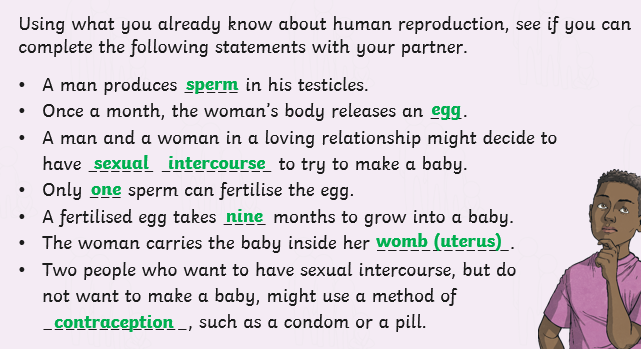 Using what you already know about human reproduction, see if you can
complete the following statements with your partner.
• A man produces sperm in his testicles.
• Once a month, the woman's body releases an egg.
• A man and a woman in a loving relationship might decide to
have sexual intercourse to try to make a baby.
• Only one sperm can fertilise the egg.
• A fertilised egg takes nine months to grow into a baby.
• The woman carries the baby inside her womb (uterus).
• Two people who want to have sexual intercourse, but do
not want to make a baby, might use a method of
contraception, such as a condom or a pill.